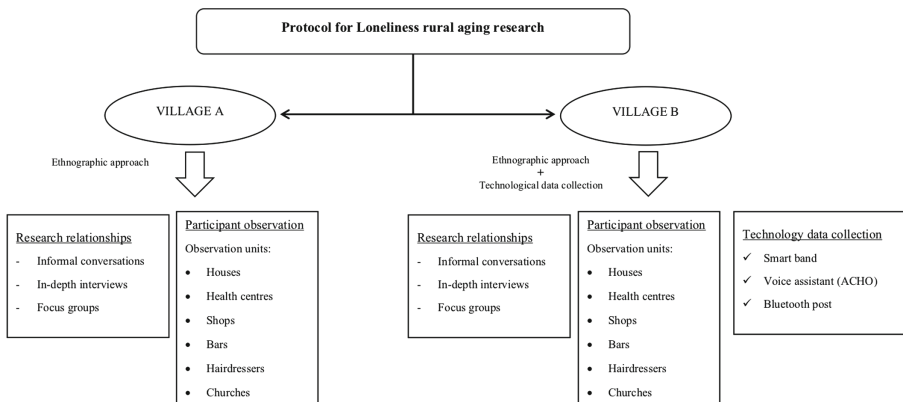 Protocol for Loneliness rural aging research
VILLAGE A
VILLAGE B
Ethnographic approach
Ethnographic approach
+
Technological data collection
Research relationships
- Informal conversations
- In-depth interviews
- Focus groups
Participant observation
Observation units:
• Houses
• Health centres
• Shops
• Bars
• Hairdressers
• Churches
Research relationships
- Informal conversations
- In-depth interviews
- Focus groups
Participant observation
Observation units:
• Houses
• Health centres
• Shops
• Bars
• Hairdressers
• Churches
Technology data collection
✓ Smart band
✓ Voice assistant (ACHO)
✓ Bluetooth post